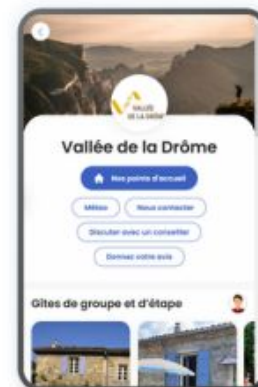 VALLÉE
DE LA DRÔME
Vallée de la Drôme
Nos points d'accueil
Météo
Nous contacter
Discuter avec un conseiller
Donnez votre avis
Gîtes de groupe et d'étape